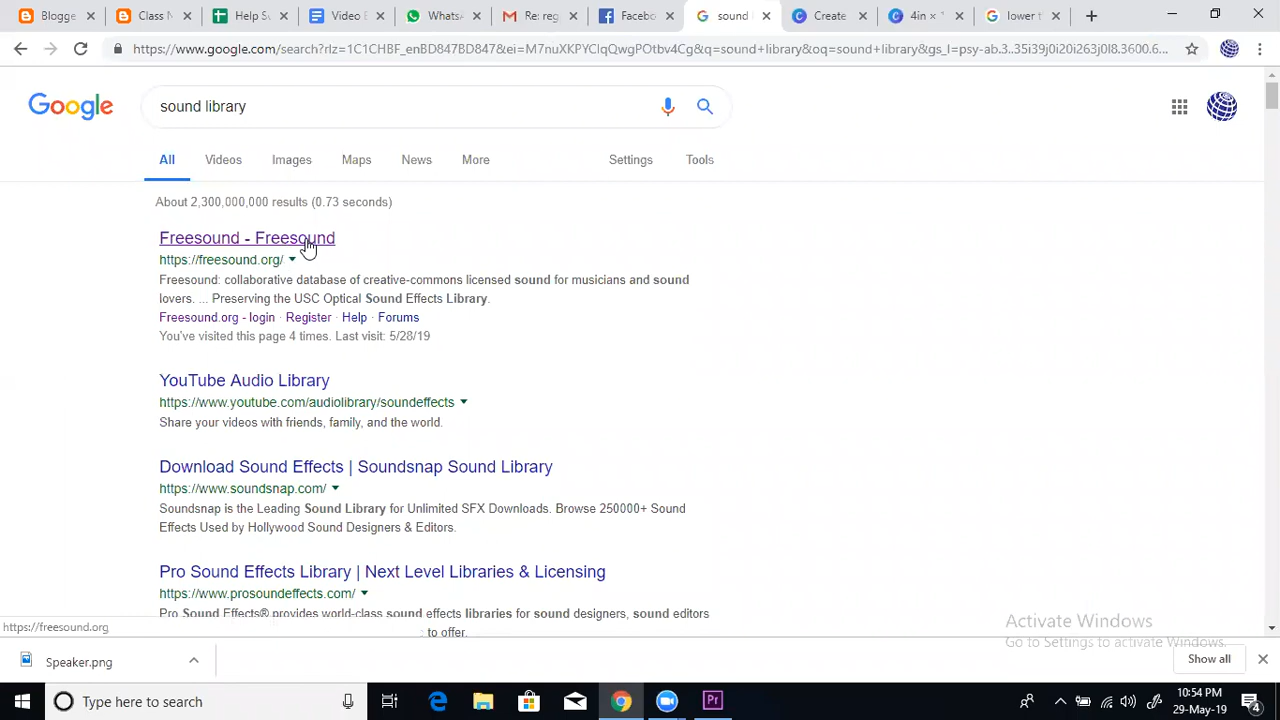 Blogge
Class N
Help S
Video E
Whats
Re: reg
Facebo
sound
Create
4in ×
lower t
https://www.google.com/search?rlz=1C1CHBF_enBD847BD847&ei=M7nuXKPYCIqQwgPOtbv4Cg&q=sound+library&oq=sound+library&gs_l=psy-ab.3..35i39j0i20i263j0l8.3600.6...
Google
sound library
All
Videos
Images
Maps
News
More
Settings
Tools
About 2,300,000,000 results (0.73 seconds)
Freesound - Freesound
https://freesound.org/
Freesound: collaborative database of creative-commons licensed sound for musicians and sound
lovers. ... Preserving the USC Optical Sound Effects Library.
Freesound.org - login · Register · Help · Forums
You've visited this page 4 times. Last visit: 5/28/19
YouTube Audio Library
https://www.youtube.com/audiolibrary/soundeffects
Share your videos with friends, family, and the world.
Download Sound Effects | Soundsnap Sound Library
https://www.soundsnap.com/
Soundsnap is the Leading Sound Library for Unlimited SFX Downloads. Browse 250000+ Sound
Effects Used by Hollywood Sound Designers & Editors.
Pro Sound Effects Library | Next Level Libraries & Licensing
https://www.prosoundeffects.com/
Pro Sound Effects® provides world-class sound effects libraries for sound designers, sound editors
to offer.
https://freesound.org
Activate Windows
Go to Settings to activate Windows.
Speaker.png
Show all
Type here to search
Pr
10:54 PM
29-May-19
4